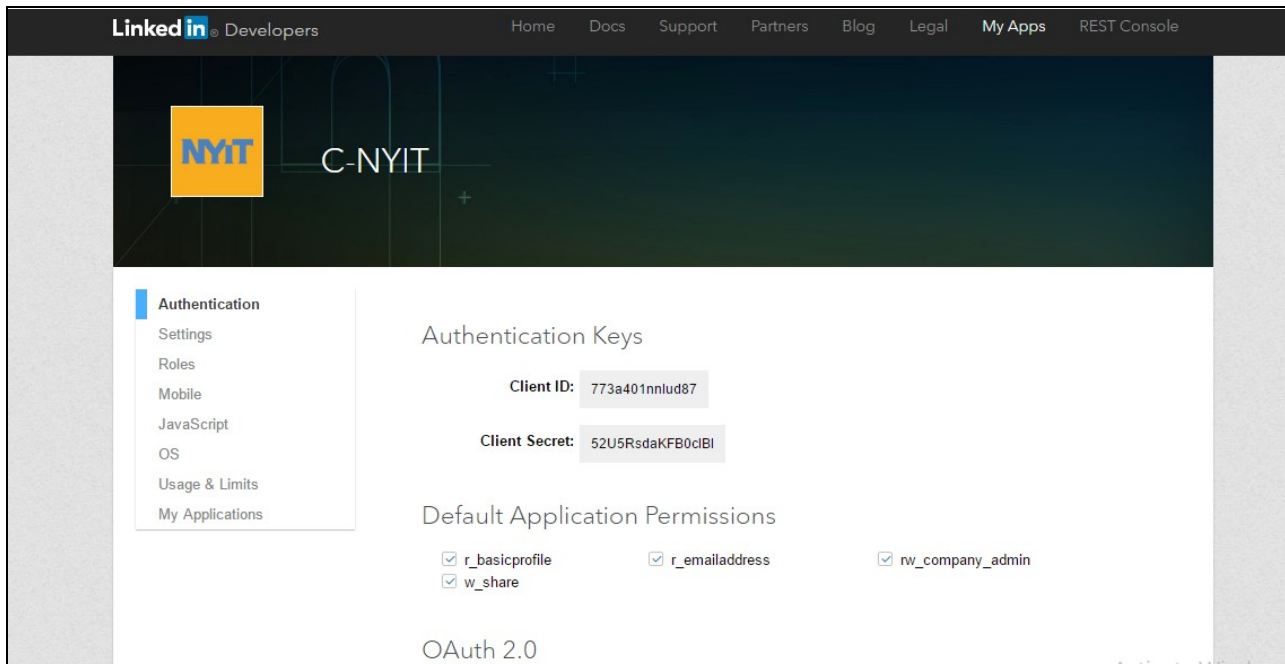 Linked in ® Developers
Home Docs Support Partners Blog Legal My Apps REST Console
NYiT
C-NYIT
Authentication
Settings
Roles
Mobile
JavaScript
OS
Usage & Limits
My Applications
Authentication Keys
Client ID: 773a401nnlud87
Client Secret:
Default Application Permissions
r_basicprofile r_emailaddress rw_company_admin
w_share
OAuth 2.0